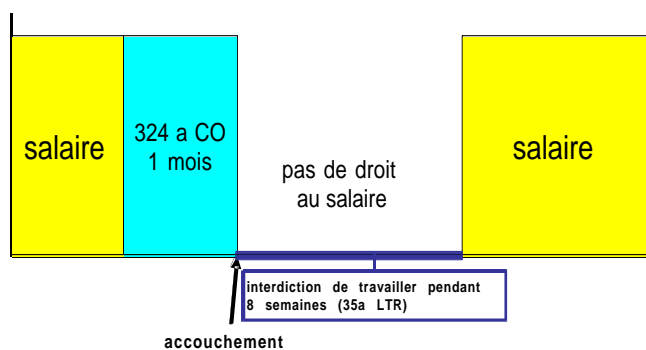 salaire
324 a CO
1 mois
pas de droit
au salaire
salaire
interdiction de travailler pendant
8 semaines (35a LTR)
accouchement